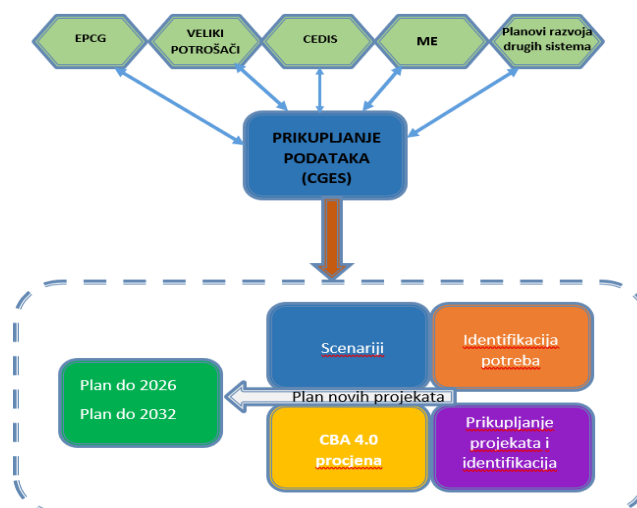 EPCG
VELIKI
POTROŠAČI
CEDIS
ME
Planovi razvoja
drugih sistema
PRIKUPLJANJE
PODATAKA
(CGES)
Scenariji
Identifikacija
potreba
Plan do 2026
Plan do 2032
Plan novih projekata
CBA 4.0
procjena
Prikupljanje
projekata i
identifikacija